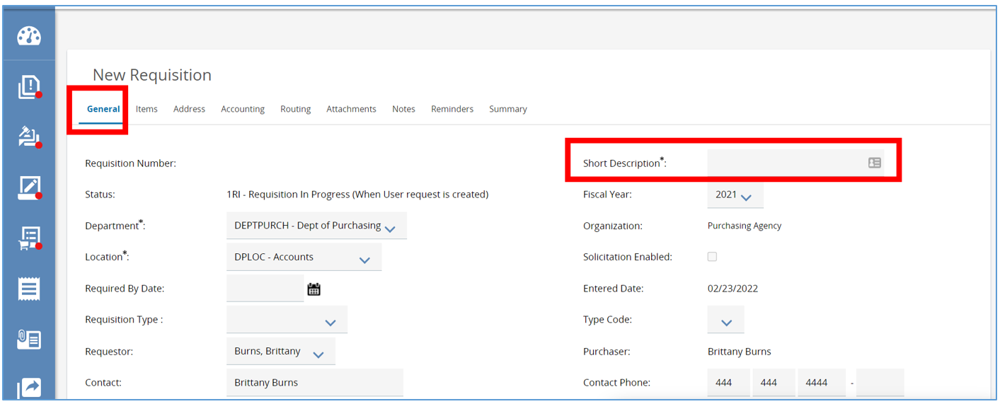 New Requisition
General Items Address Accounting Routing Attachments Notes Reminders Summary
Requisition Number: Short Description*:
Status: 1RI - Requisition In Progress (When User request is created) Fiscal Year: 2021
Department*: DEPTPURCH - Dept of Purchasing Organization: Purchasing Agency
Location*: DPLOC - Accounts Solicitation Enabled:
Required By Date: Entered Date: 02/23/2022
Requisition Type : Type Code:
Requestor: Burns, Brittany Purchaser: Brittany Burns
Contact: Brittany Burns Contact Phone: 444 444 4444 -